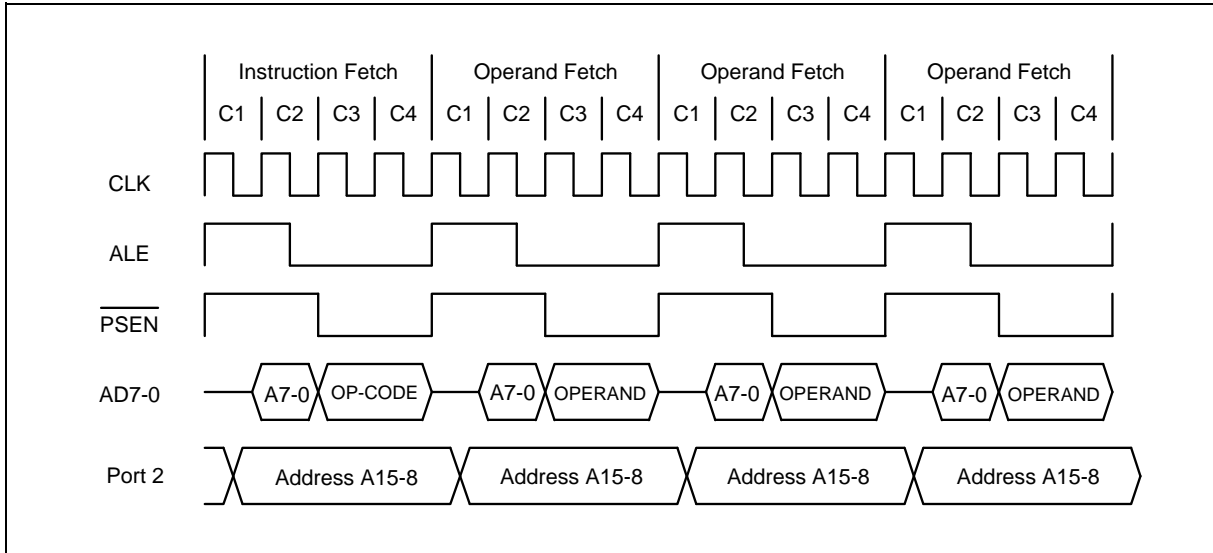 Instruction Fetch Operand Fetch Operand Fetch Operand Fetch
C1 C2 C3 C4 C1 C2 C3 C4 C1 C2 C3 C4 C1 C2 C3 C4
CLK
ALE
PSEN
AD7-0 A7-0 OP-CODE A7-0 OPERAND A7-0 OPERAND A7-0 OPERAND
Port 2 Address A15-8 Address A15-8 Address A15-8 Address A15-8